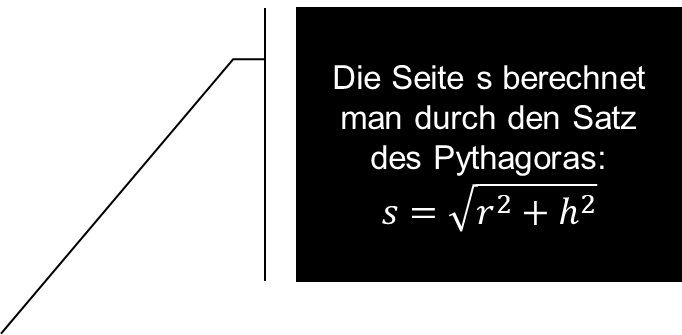 Die Seite s berechnet
man durch den Satz
des Pythagoras:
s = √(r² + h²)